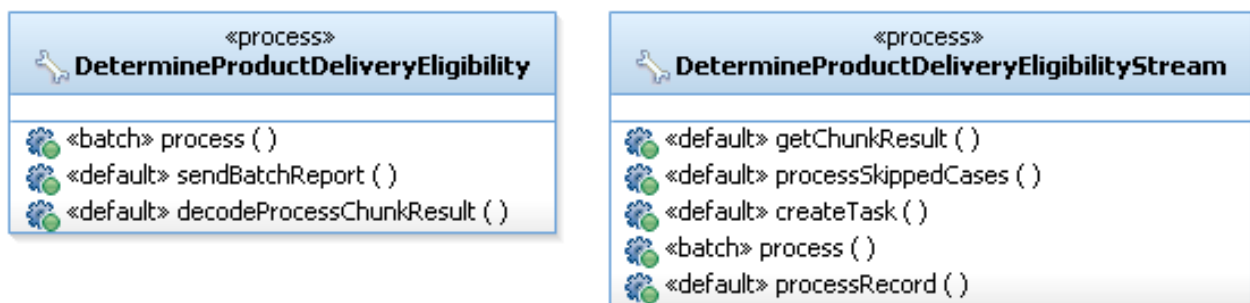 «process»
DetermineProductDeliveryEligibility
«batch» process ( )
«default» sendBatchReport ( )
«default» decodeProcessChunkResult ( )
«process»
DetermineProductDeliveryEligibilityStream
«default» getChunkResult ( )
«default» processSkippedCases ( )
«default» createTask ( )
«batch» process ( )
«default» processRecord ( )